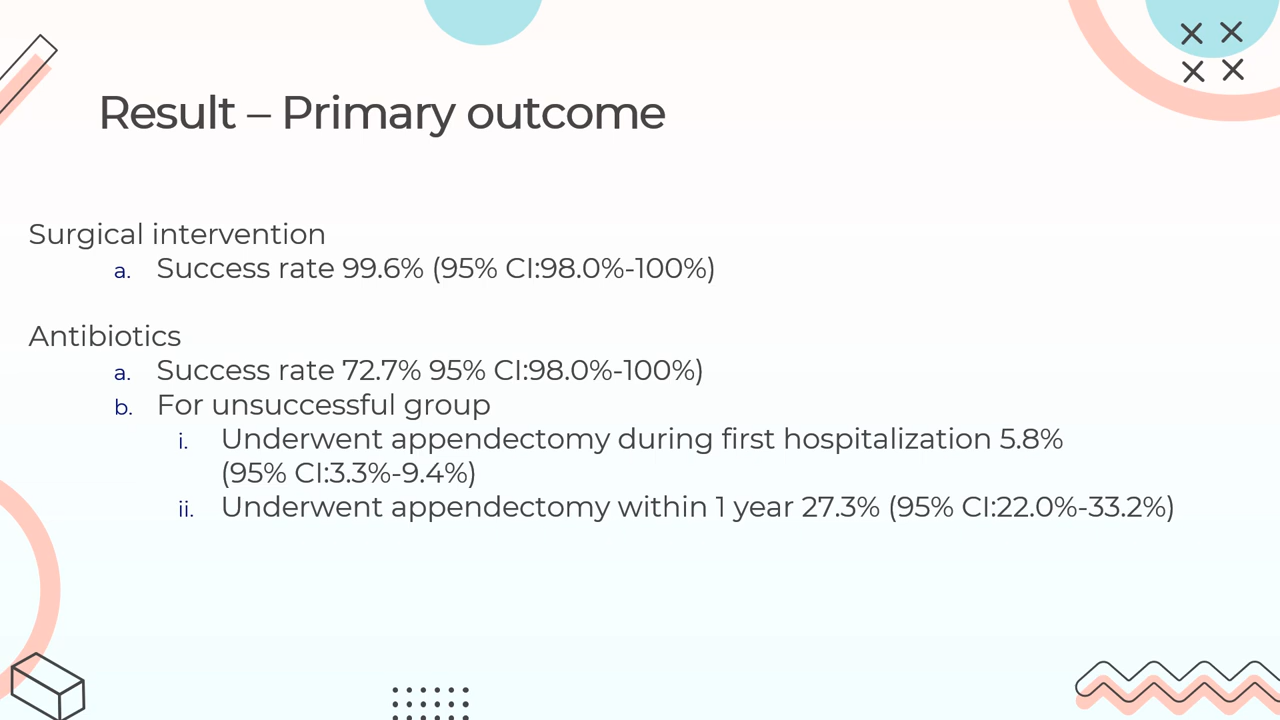 Result – Primary outcome
Surgical intervention
a. Success rate 99.6% (95% CI:98.0%-100%)
Antibiotics
a. Success rate 72.7% 95% CI:98.0%-100%)
b. For unsuccessful group
i. Underwent appendectomy during first hospitalization 5.8%
(95% CI:3.3%-9.4%)
ii. Underwent appendectomy within 1 year 27.3% (95% CI:22.0%-33.2%)